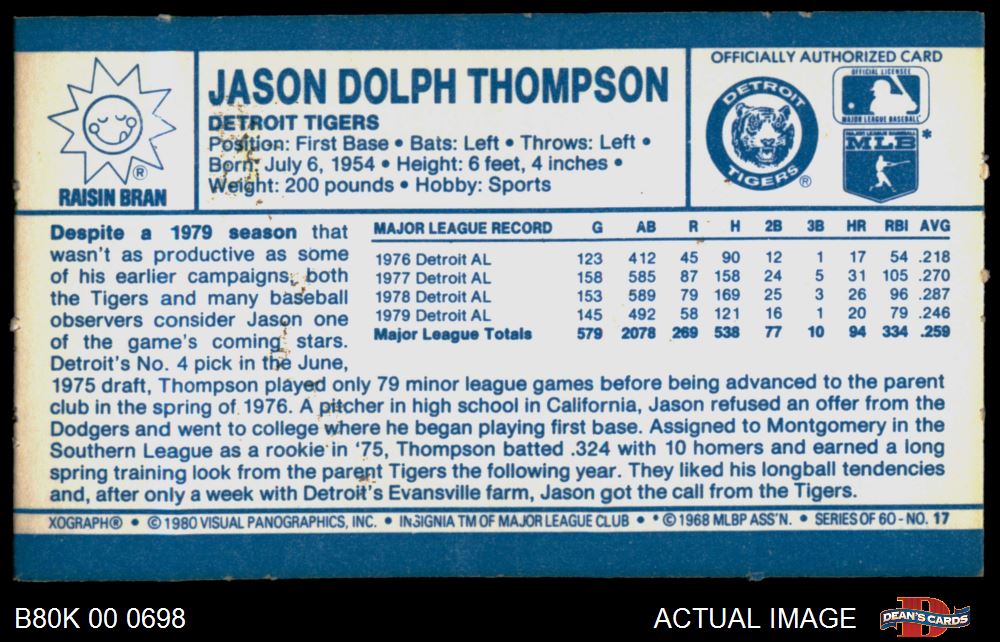 JASON DOLPH THOMPSON
DETROIT TIGERS
Position: First Base • Bats: Left • Throws: Left •
Born: July 6, 1954 • Height: 6 feet, 4 inches •
Weight: 200 pounds • Hobby: Sports
®
RAISIN BRAN
OFFICIALLY AUTHORIZED CARD
DETROIT
TIGERS ®
OFFICIAL LICENSEE
MAJOR LEAGUE BASEBALL
MAJOR LEAGUE BASEBALL
MLB *
Despite a 1979 season that
wasn't as productive as some
of his earlier campaigns, both
the Tigers and many baseball
observers consider Jason one
of the game's coming stars.
Detroit's No. 4 pick in the June,
MAJOR LEAGUE RECORD G AB R H 2B 3B HR RBI AVG
1976 Detroit AL 123 412 45 90 12 1 17 54 .218
1977 Detroit AL 158 585 87 158 24 5 31 105 .270
1978 Detroit AL 153 589 79 169 25 3 26 96 .287
1979 Detroit AL 145 492 58 121 16 1 20 79 .246
Major League Totals 579 2078 269 538 77 10 94 334 .259
1975 draft, Thompson played only 79 minor league games before being advanced to the parent
club in the spring of 1976. A pitcher in high school in California, Jason refused an offer from the
Dodgers and went to college where he began playing first base. Assigned to Montgomery in the
Southern League as a rookie in '75, Thompson batted .324 with 10 homers and earned a long
spring training look from the parent Tigers the following year. They liked his longball tendencies
and, after only a week with Detroit's Evansville farm, Jason got the call from the Tigers.
XOGRAPH® • © 1980 VISUAL PANOGRAPHICS, INC. • INSIGNIA TM OF MAJOR LEAGUE CLUB • * © 1968 MLBP ASS'N. • SERIES OF 60 - NO. 17
B80K 00 0698
ACTUAL IMAGE
DEAN'S CARDS